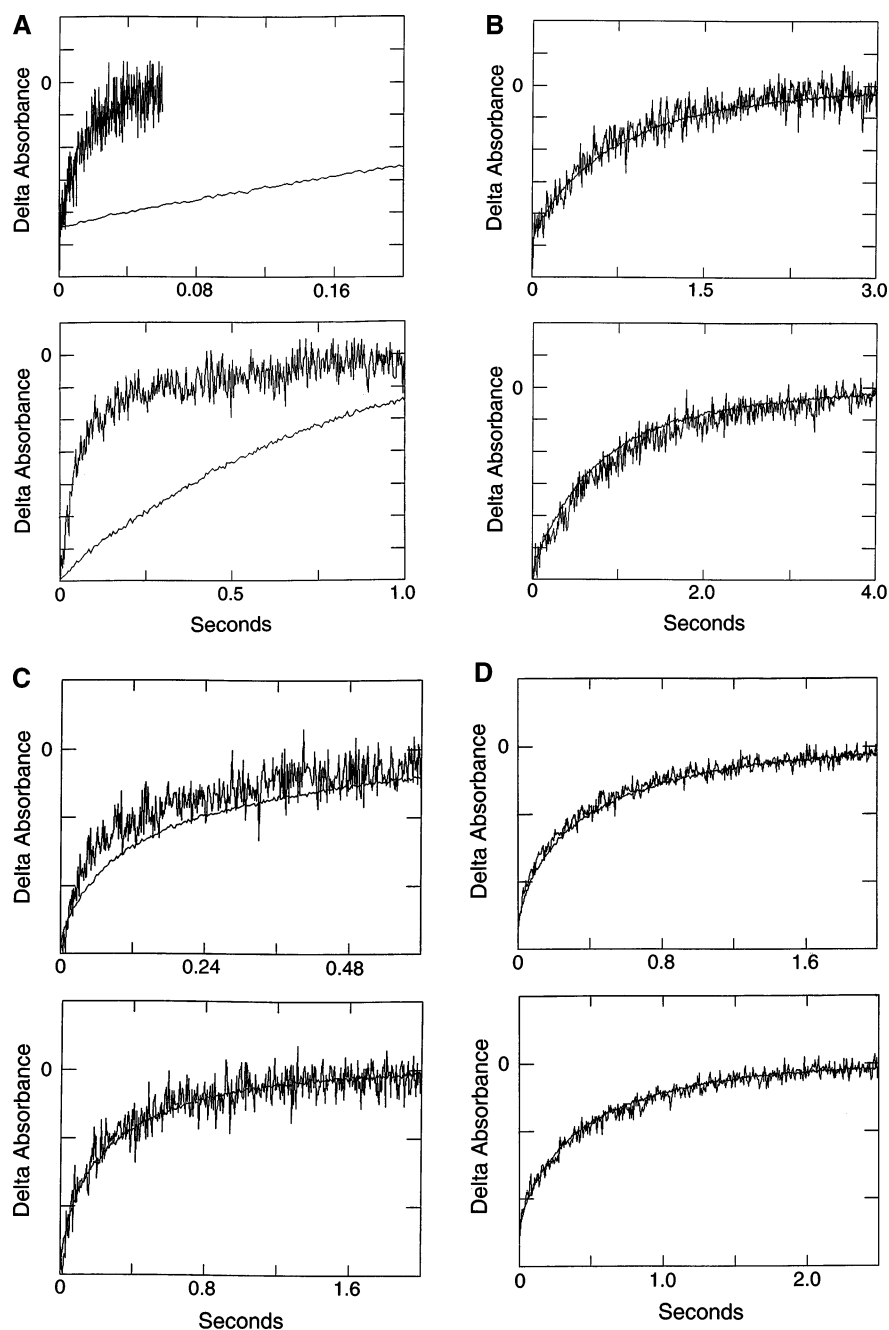 A
Delta Absorbance
0
0 0.08 0.16
Delta Absorbance
0
0 0.5 1.0
Seconds
B
Delta Absorbance
0
0 1.5 3.0
Delta Absorbance
0
0 2.0 4.0
Seconds
C
Delta Absorbance
0
0 0.24 0.48
Delta Absorbance
0
0 0.8 1.6
Seconds
D
Delta Absorbance
0
0 0.8 1.6
Delta Absorbance
0
0 1.0 2.0
Seconds